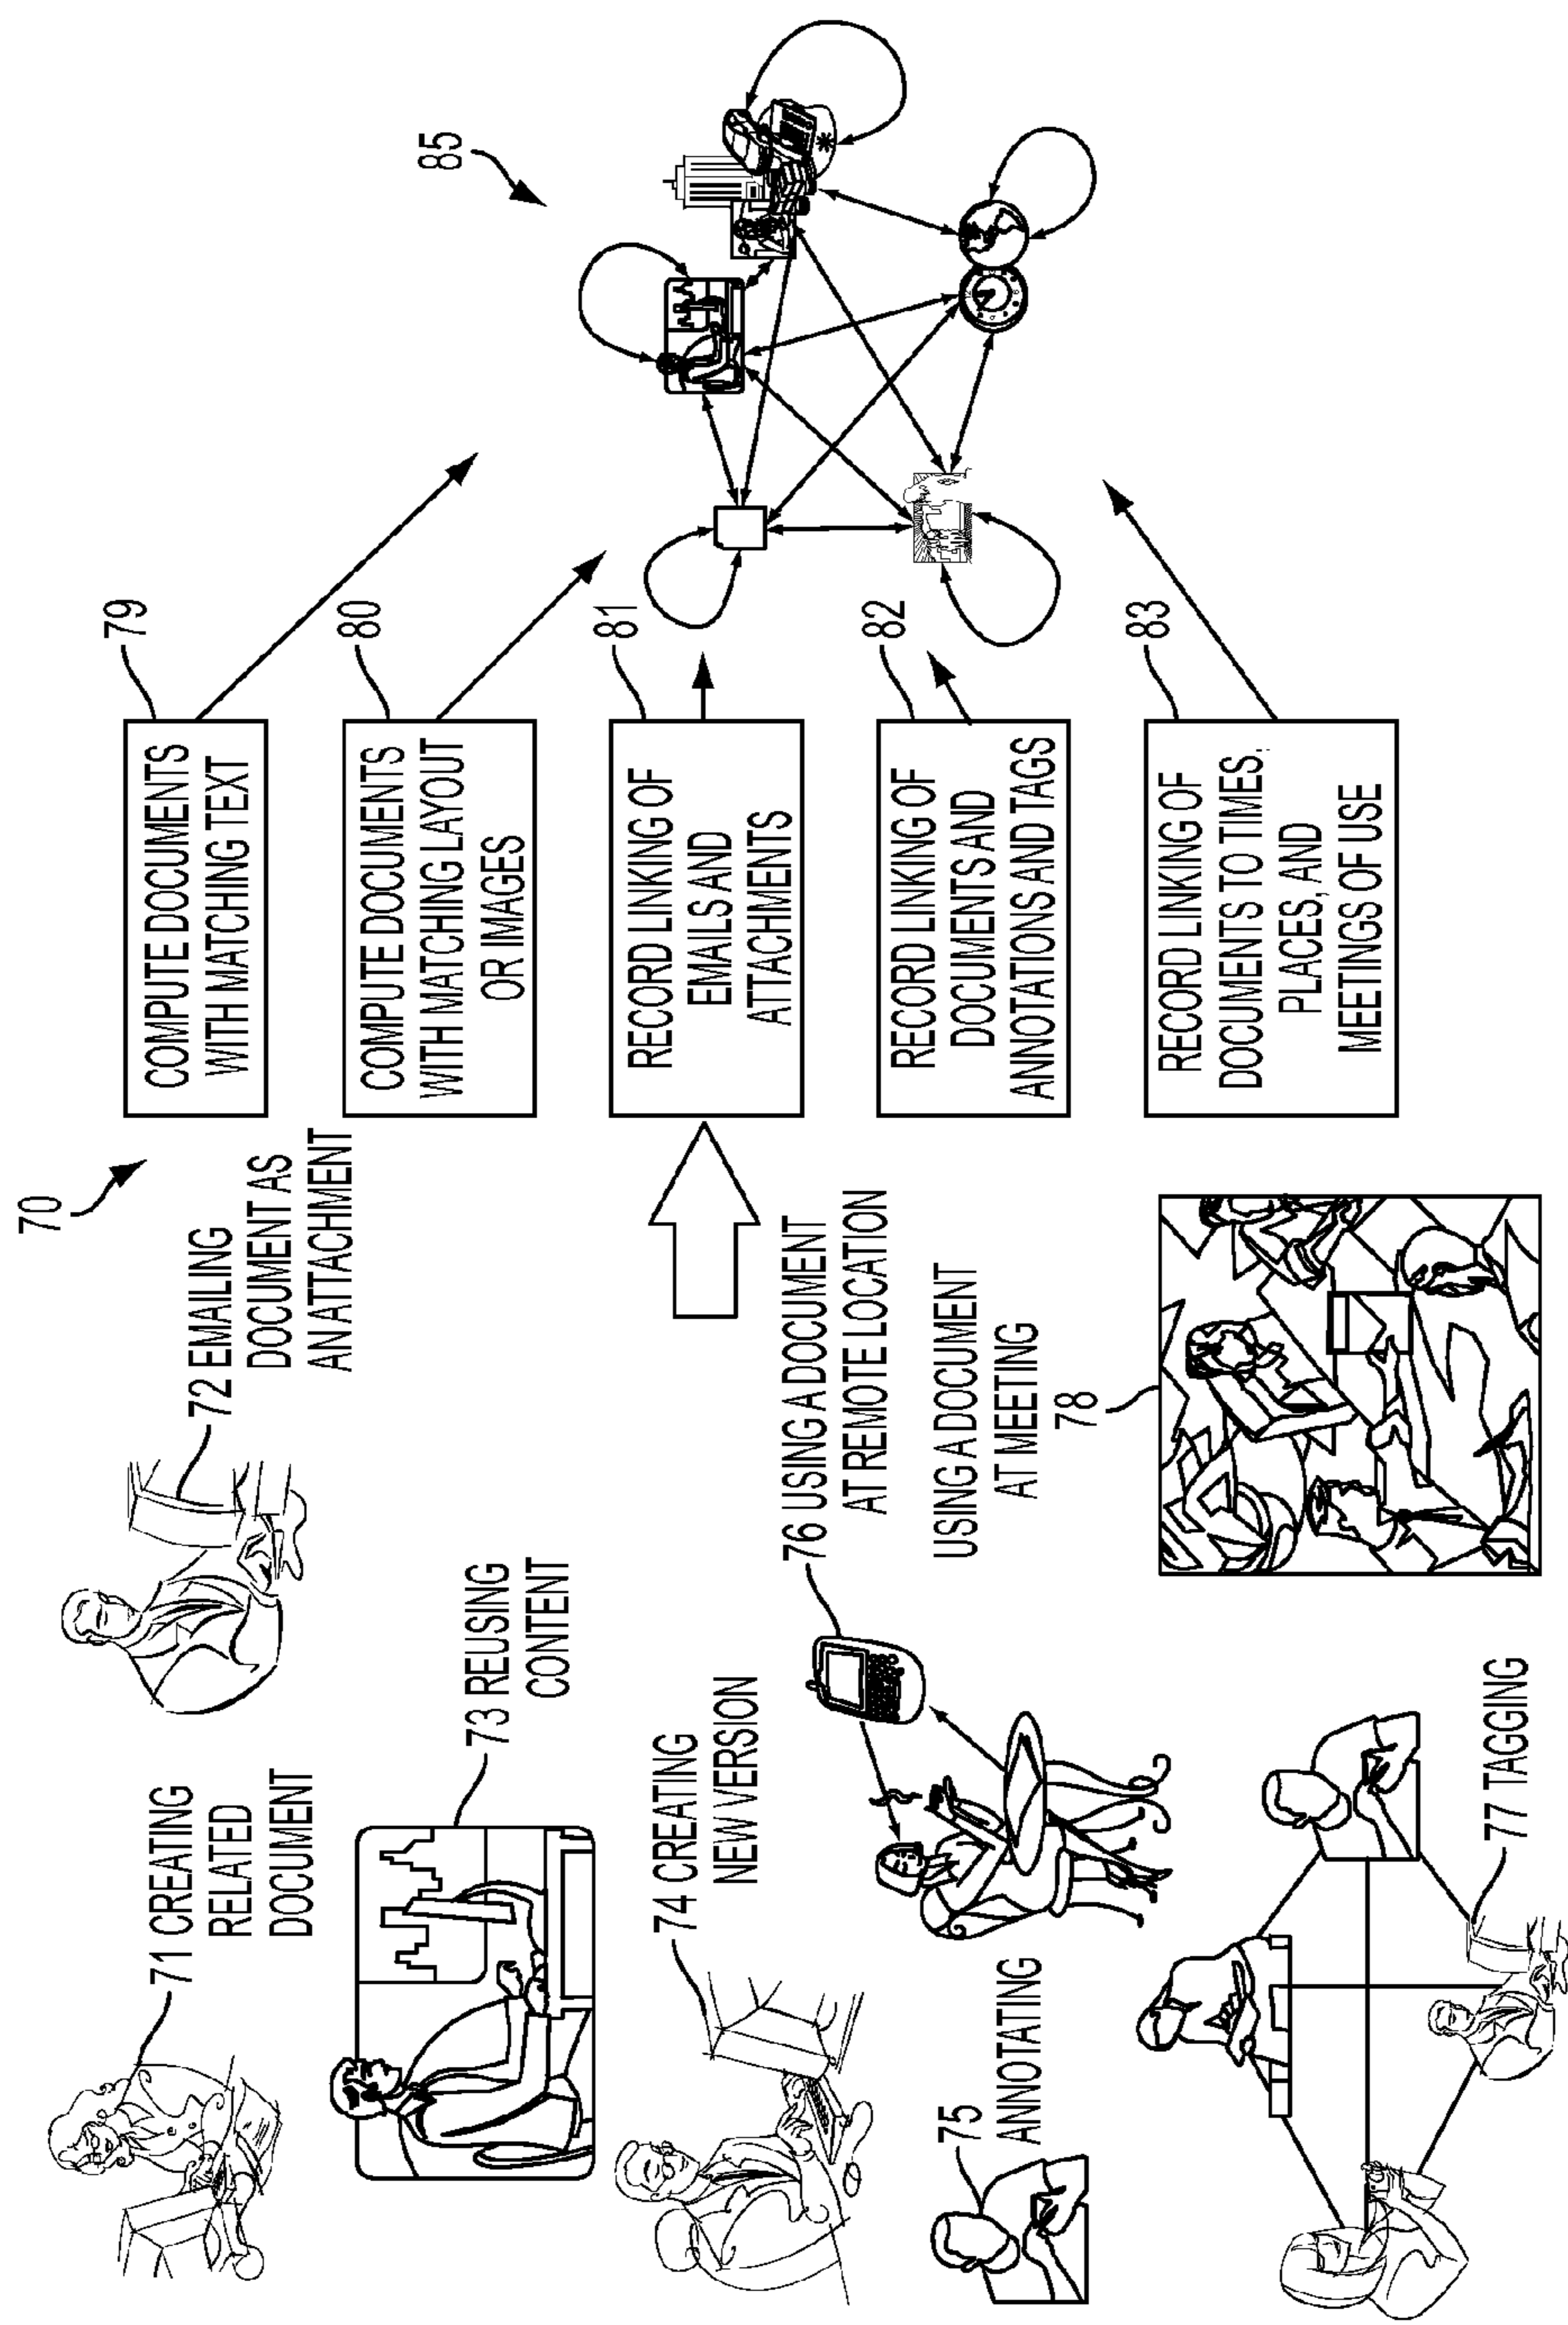 70
71 CREATING
RELATED
DOCUMENT
72 EMAILING
DOCUMENT AS
AN ATTACHMENT
73 REUSING
CONTENT
74 CREATING
NEW VERSION
75
ANNOTATING
76 USING A DOCUMENT
AT REMOTE LOCATION
USING A DOCUMENT
AT MEETING
78
77 TAGGING
79
COMPUTE DOCUMENTS
WITH MATCHING TEXT
80
COMPUTE DOCUMENTS
WITH MATCHING LAYOUT
OR IMAGES
81
RECORD LINKING OF
EMAILS AND
ATTACHMENTS
82
RECORD LINKING OF
DOCUMENTS AND
ANNOTATIONS AND TAGS
83
RECORD LINKING OF
DOCUMENTS TO TIMES,
PLACES, AND
MEETINGS OF USE
85